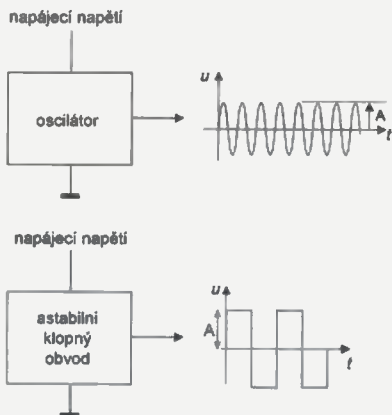 napájecí napětí
oscilátor
u
A
t
napájecí napětí
astabilní
klopný
obvod
u
A
t